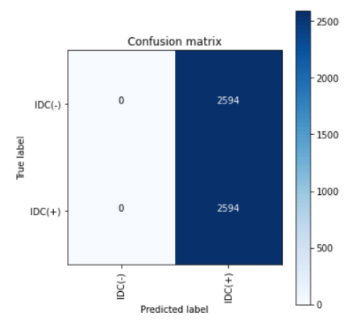 Confusion matrix
2500
2000
1500
1000
500
0
True label
IDC(-)
0
2594
IDC(+)
0
2594
IDC(-)
IDC(+)
Predicted label